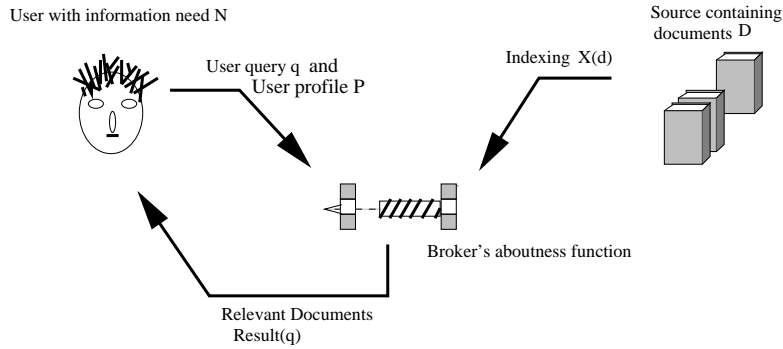 User with information need N
Source containing
documents D
User query q and
User profile P
Indexing X(d)
Broker's aboutness function
Relevant Documents
Result(q)